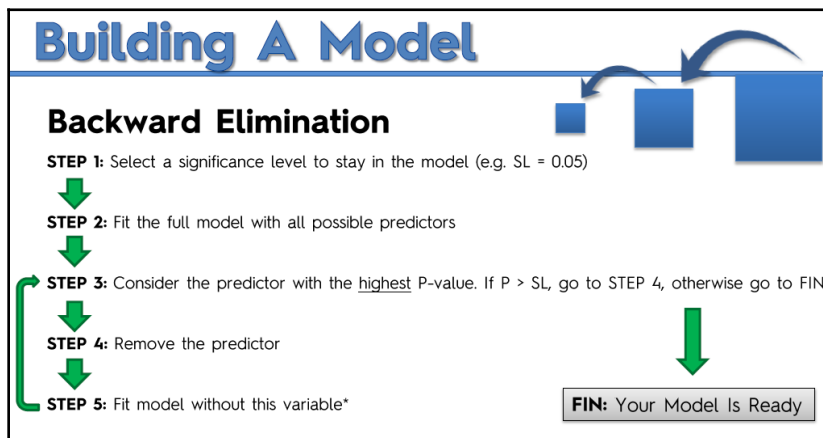 Building A Model
Backward Elimination
STEP 1: Select a significance level to stay in the model (e.g. SL = 0.05)
STEP 2: Fit the full model with all possible predictors
STEP 3: Consider the predictor with the highest P-value. If P > SL, go to STEP 4, otherwise go to FIN
STEP 4: Remove the predictor
STEP 5: Fit model without this variable*
FIN: Your Model Is Ready